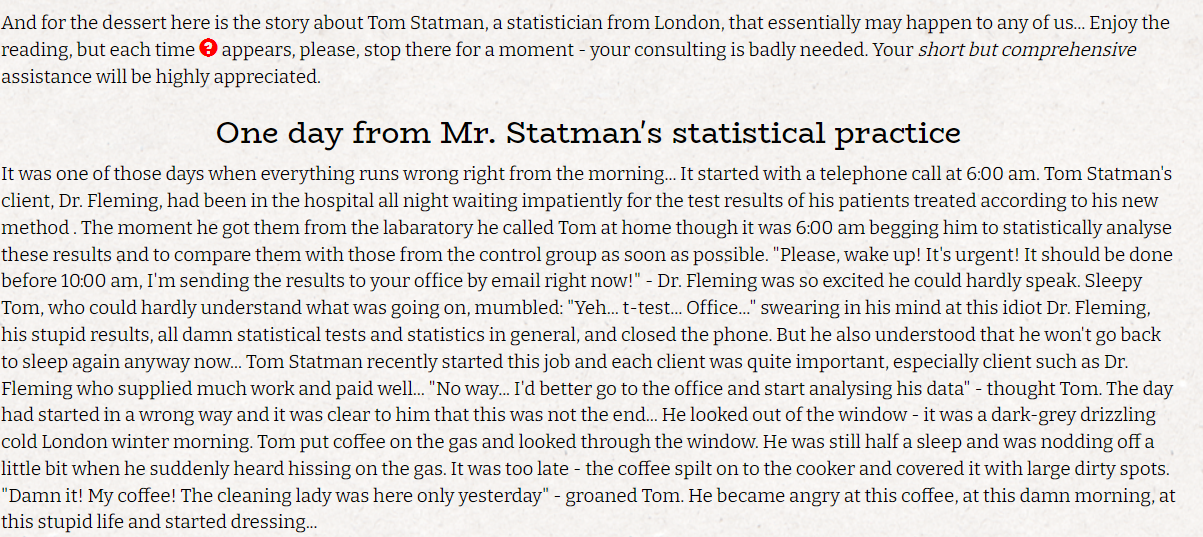 And for the dessert here is the story about Tom Statman, a statistician from London, that essentially may happen to any of us... Enjoy the
reading, but each time ? appears, please, stop there for a moment - your consulting is badly needed. Your short but comprehensive
assistance will be highly appreciated.
One day from Mr. Statman's statistical practice
It was one of those days when everything runs wrong right from the morning... It started with a telephone call at 6:00 am. Tom Statman's
client, Dr. Fleming, had been in the hospital all night waiting impatiently for the test results of his patients treated according to his new
method . The moment he got them from the labaratory he called Tom at home though it was 6:00 am begging him to statistically analyse
these results and to compare them with those from the control group as soon as possible. "Please, wake up! It's urgent! It should be done
before 10:00 am, I'm sending the results to your office by email right now!" - Dr. Fleming was so excited he could hardly speak. Sleepy
Tom, who could hardly understand what was going on, mumbled: "Yeh... t-test... Office..." swearing in his mind at this idiot Dr. Fleming,
his stupid results, all damn statistical tests and statistics in general, and closed the phone. But he also understood that he won't go back
to sleep again anyway now... Tom Statman recently started this job and each client was quite important, especially client such as Dr.
Fleming who supplied much work and paid well... "No way... I'd better go to the office and start analysing his data" - thought Tom. The day
had started in a wrong way and it was clear to him that this was not the end... He looked out of the window - it was a dark-grey drizzling
cold London winter morning. Tom put coffee on the gas and looked through the window. He was still half a sleep and was nodding off a
little bit when he suddenly heard hissing on the gas. It was too late - the coffee spilt on to the cooker and covered it with large dirty spots.
"Damn it! My coffee! The cleaning lady was here only yesterday" - groaned Tom. He became angry at this coffee, at this damn morning, at
this stupid life and started dressing...